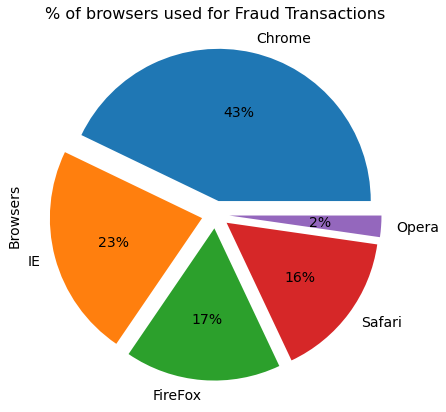 % of browsers used for Fraud Transactions
Chrome
43%
Browsers
IE
23%
FireFox
17%
Safari
16%
Opera
2%